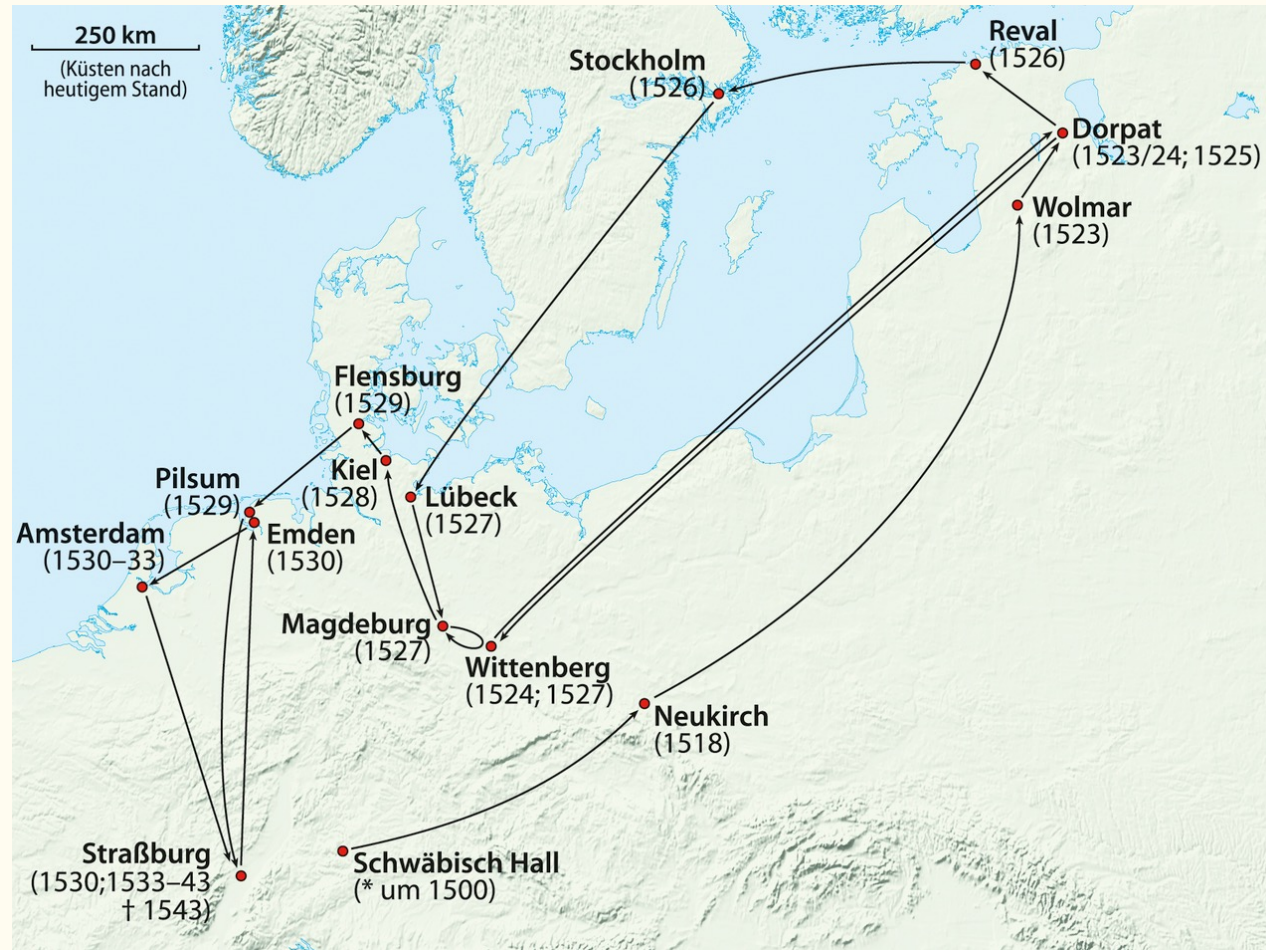 250 km
(Küsten nach
heutigem Stand)
Reval
(1526)
Stockholm
(1526)
Dorpat
(1523/24; 1525)
Wolmar
(1523)
Flensburg
(1529)
Kiel
(1528)
Pilsum
(1529)
Lübeck
(1527)
Amsterdam
(1530–33)
Emden
(1530)
Magdeburg
(1527)
Wittenberg
(1524; 1527)
Neukirch
(1518)
Straßburg
(1530;1533–43
† 1543)
Schwäbisch Hall
(* um 1500)